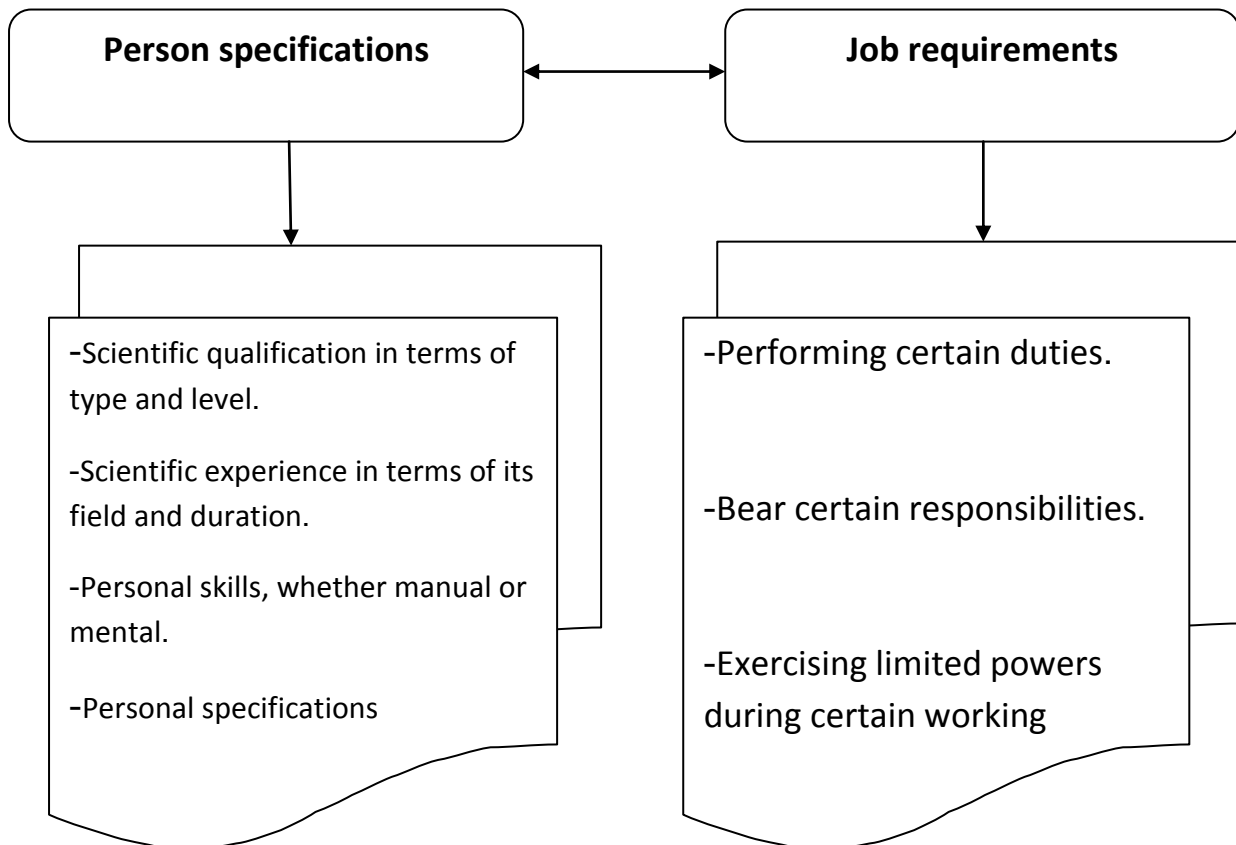 Person specifications
Job requirements
-Scientific qualification in terms of
type and level.
-Scientific experience in terms of its
field and duration.
-Personal skills, whether manual or
mental.
-Personal specifications
-Performing certain duties.
-Bear certain responsibilities.
-Exercising limited powers
during certain working